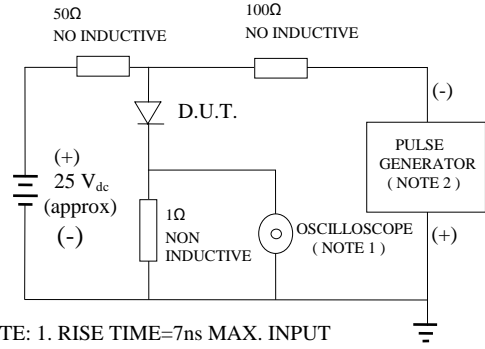 50Ω
NO INDUCTIVE
100Ω
NO INDUCTIVE
D.U.T.
(-)
PULSE
GENERATOR
( NOTE 2 )
(+)
(+)
25 Vdc
(approx)
(-)
1Ω
NON
INDUCTIVE
OSCILLOSCOPE
( NOTE 1 )
TE: 1. RISE TIME=7ns MAX. INPUT